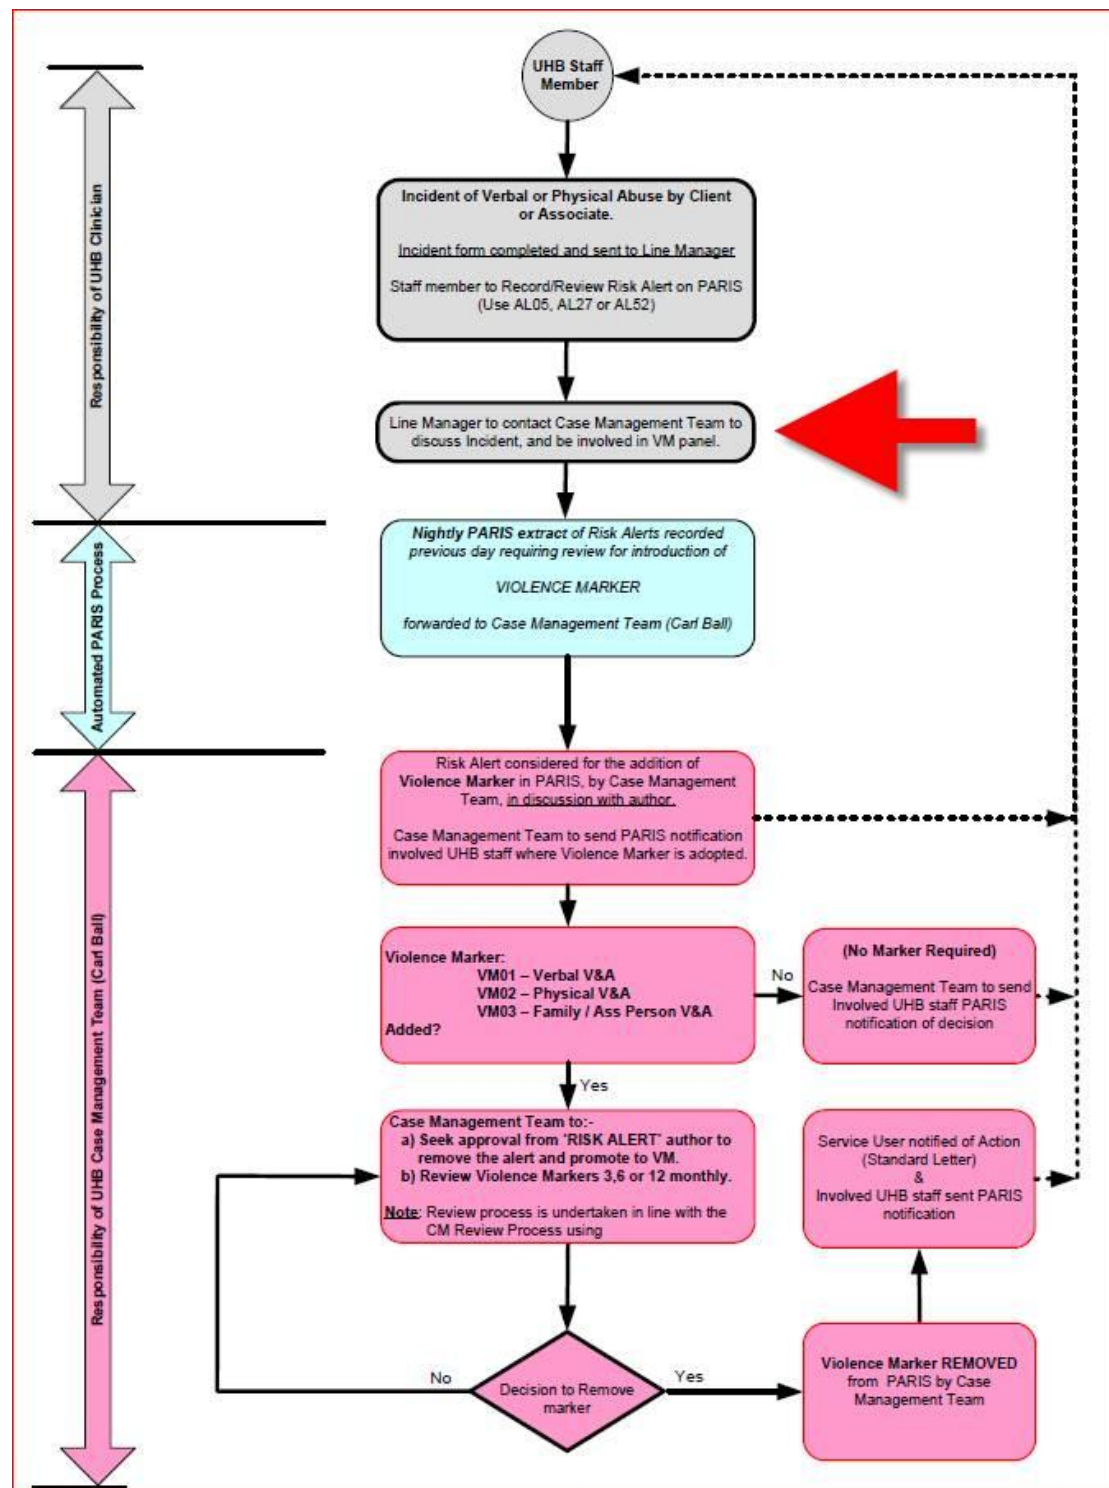 UHB Staff
Member
Incident of Verbal or Physical Abuse by Client
or Associate.
Incident form completed and sent to Line Manager
Staff member to Record/Review Risk Alert on PARIS
(Use AL05, AL27 or AL52)
Responsibility of UHB Clinician
Line Manager to contact Case Management Team to
discuss Incident, and be involved in VM panel.
Nightly PARIS extract of Risk Alerts recorded
previous day requiring review for introduction of
VIOLENCE MARKER
forwarded to Case Management Team (Carl Ball)
Automated PARIS Process
Risk Alert considered for the addition of
Violence Marker in PARIS, by Case Management
Team, in discussion with author.
Case Management Team to send PARIS notification
involved UHB staff where Violence Marker is adopted.
Responsibility of UHB Case Management Team (Carl Ball)
Violence Marker:
VM01 – Verbal V&A
VM02 – Physical V&A
VM03 – Family / Ass Person V&A
Added?
No
(No Marker Required)
Case Management Team to send
Involved UHB staff PARIS
notification of decision
Yes
Case Management Team to:-
a) Seek approval from 'RISK ALERT' author to
remove the alert and promote to VM.
b) Review Violence Markers 3,6 or 12 monthly.
Note: Review process is undertaken in line with the
CM Review Process using
Service User notified of Action
(Standard Letter)
&
Involved UHB staff sent PARIS
notification
No
Decision to Remove
marker
Yes
Violence Marker REMOVED
from PARIS by Case
Management Team